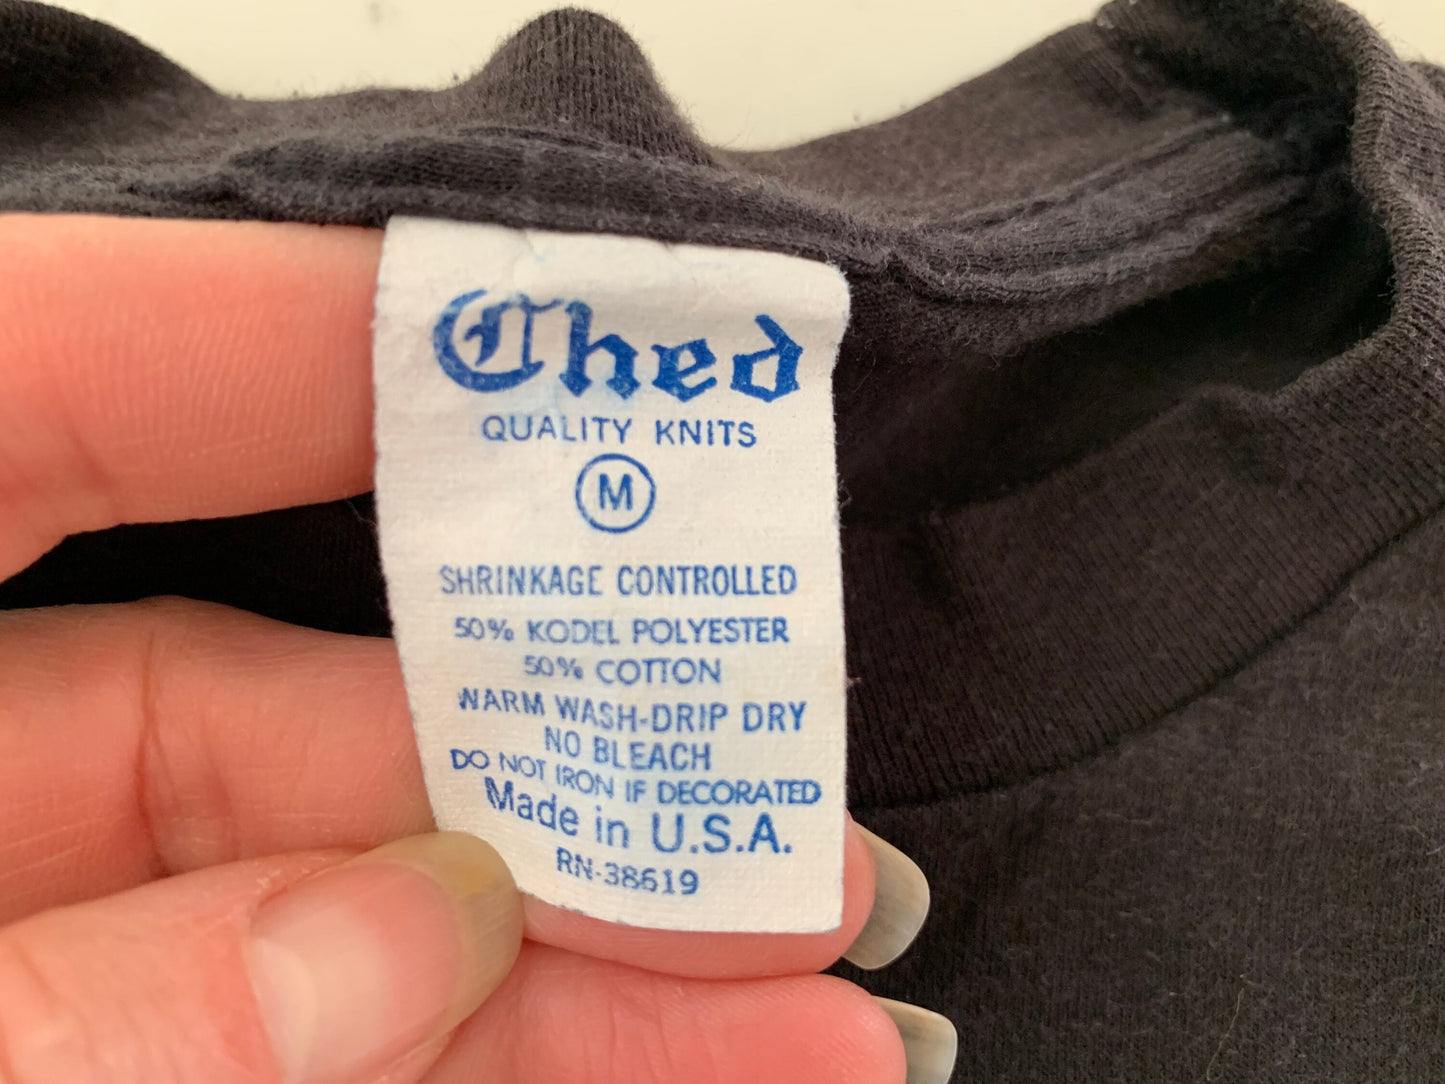 Ched
QUALITY KNITS
M
SHRINKAGE CONTROLLED
50% KODEL POLYESTER
50% COTTON
WARM WASH-DRIP DRY
NO BLEACH
DO NOT IRON IF DECORATED
Made in U.S.A.
RN-38619